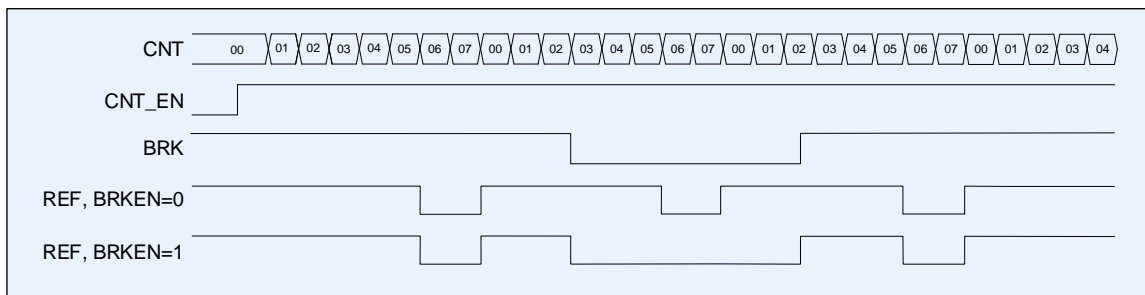 CNT 00 01 02 03 04 05 06 07 00 01 02 03 04 05 06 07 00 01 02 03 04 05 06 07 00 01 02 03 04
CNT_EN
BRK
REF, BRKEN=0
REF, BRKEN=1